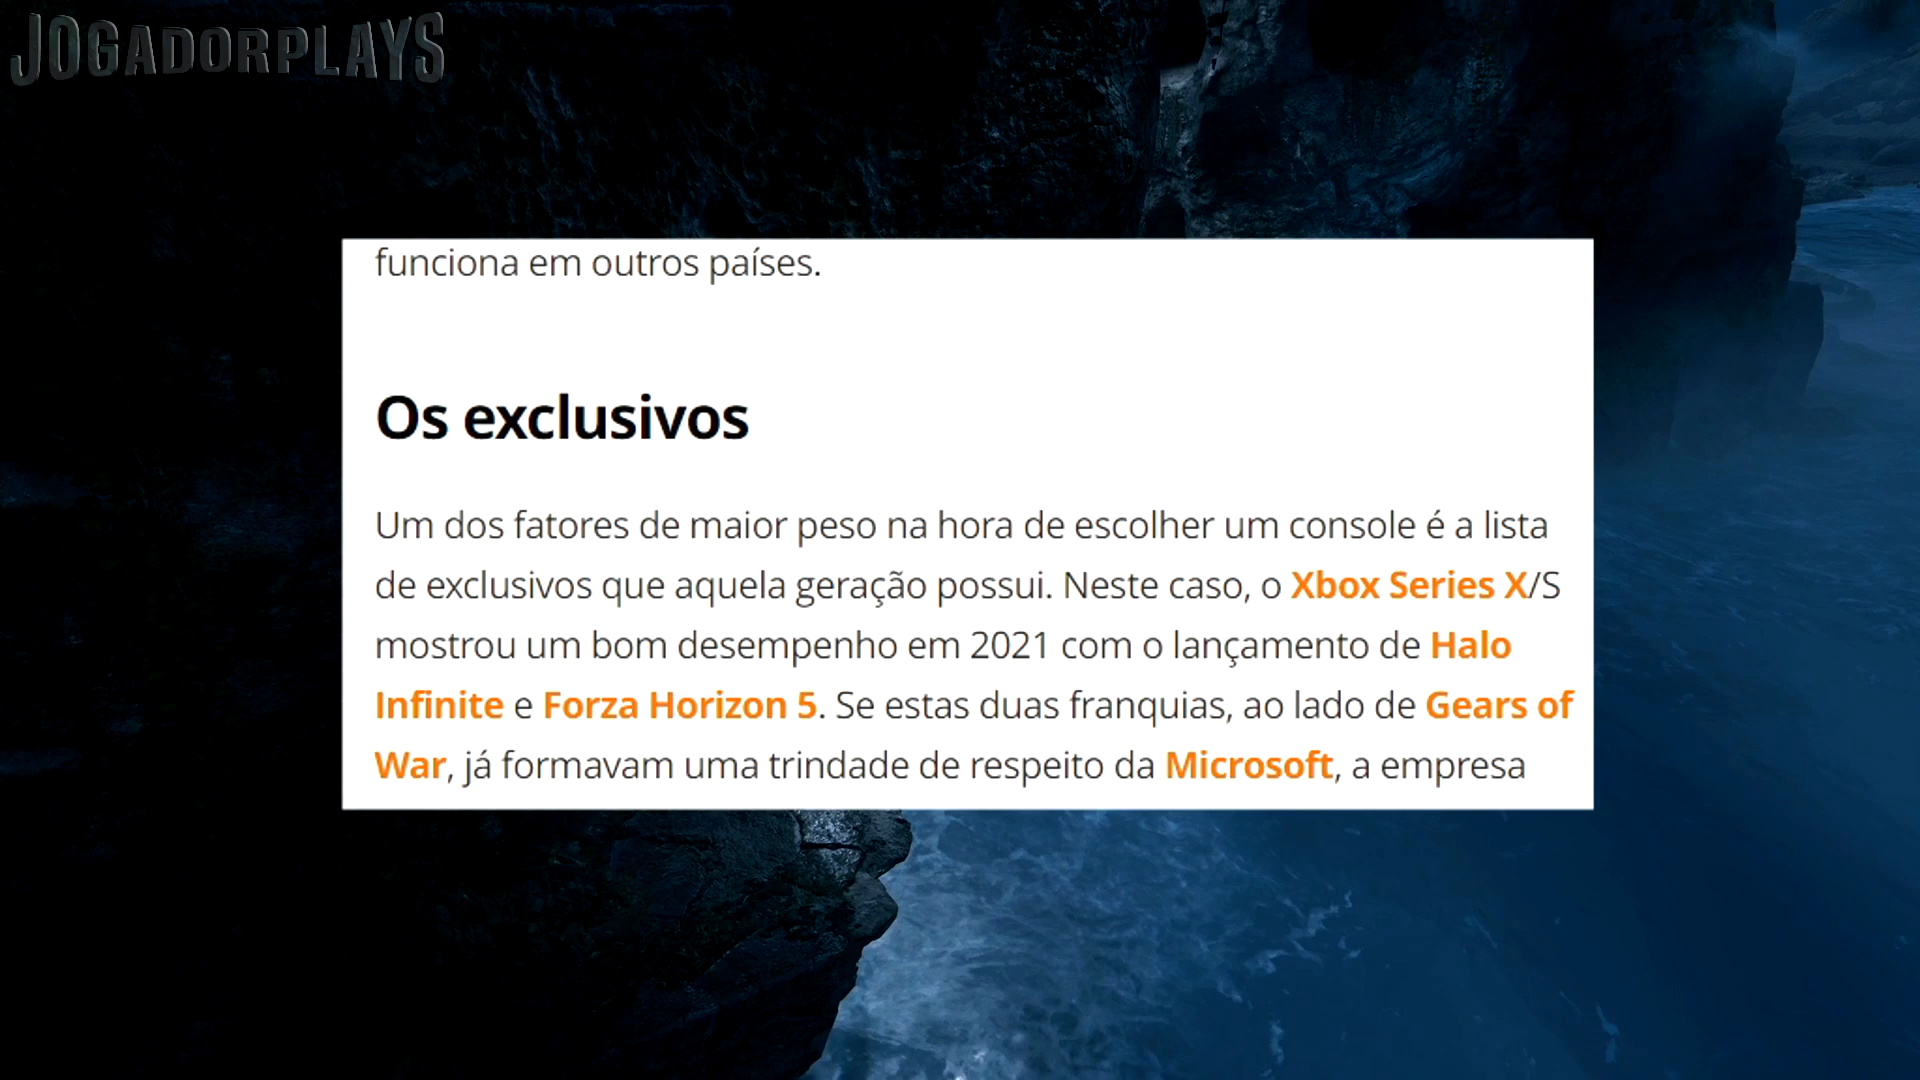 JOGADORPLAYS
funciona em outros países.
Os exclusivos
Um dos fatores de maior peso na hora de escolher um console é a lista
de exclusivos que aquela geração possui. Neste caso, o Xbox Series X/S
mostrou um bom desempenho em 2021 com o lançamento de Halo
Infinite e Forza Horizon 5. Se estas duas franquias, ao lado de Gears of
War, já formavam uma trindade de respeito da Microsoft, a empresa